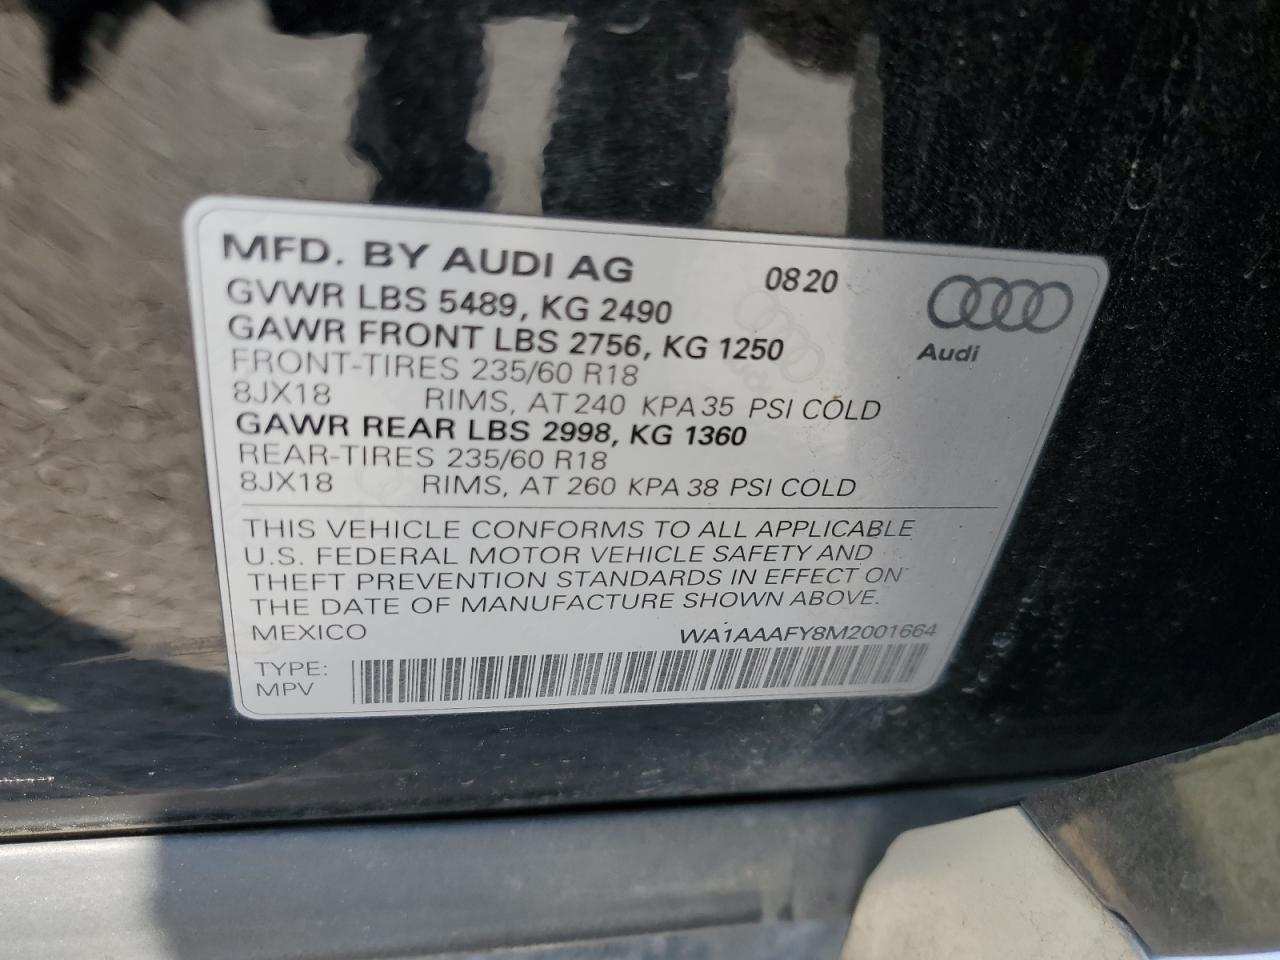 MFD. BY AUDI AG 0820
GVWR LBS 5489, KG 2490
GAWR FRONT LBS 2756, KG 1250
Audi
FRONT-TIRES 235/60 R18
8JX18 RIMS, AT 240 KPA 35 PSI COLD
GAWR REAR LBS 2998, KG 1360
REAR-TIRES 235/60 R18
8JX18 RIMS, AT 260 KPA 38 PSI COLD
THIS VEHICLE CONFORMS TO ALL APPLICABLE
U.S. FEDERAL MOTOR VEHICLE SAFETY AND
THEFT PREVENTION STANDARDS IN EFFECT ON
THE DATE OF MANUFACTURE SHOWN ABOVE.
MEXICO WA1AAAFY8M2001664
TYPE:
MPV